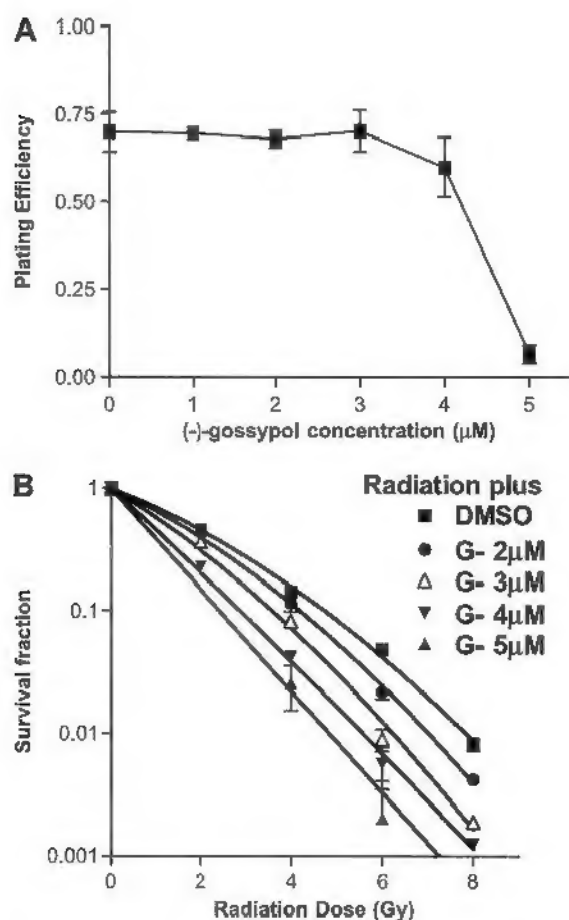 A
1.00
0.75
0.50
0.25
0.00
Plating Efficiency
0 1 2 3 4 5
(-)-gossypol concentration (μM)
B
1
0.1
0.01
0.001
Survival fraction
Radiation plus
DMSO
G- 2μM
G- 3μM
G- 4μM
G- 5μM
0 2 4 6 8
Radiation Dose (Gy)